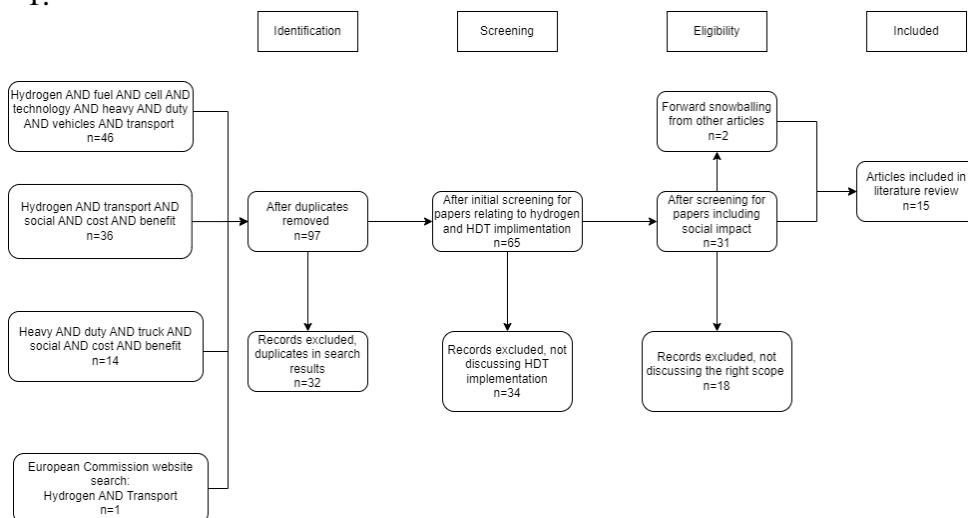 1.
Identification
Screening
Eligibility
Included
Hydrogen AND fuel AND cell AND
technology AND heavy AND duty
AND vehicles AND transport
n=46
Hydrogen AND transport AND
social AND cost AND benefit
n=36
Heavy AND duty AND truck AND
social AND cost AND benefit
n=14
European Commission website
search:
Hydrogen AND Transport
n=1
After duplicates
removed
n=97
Records excluded,
duplicates in search
results
n=32
After initial screening for
papers relating to hydrogen
and HDT implimentation
n=65
Records excluded, not
discussing HDT
implementation
n=34
Forward snowballing
from other articles
n=2
After screening for
papers including
social impact
n=31
Records excluded, not
discussing the right scope
n=18
Articles included in
literature review
n=15